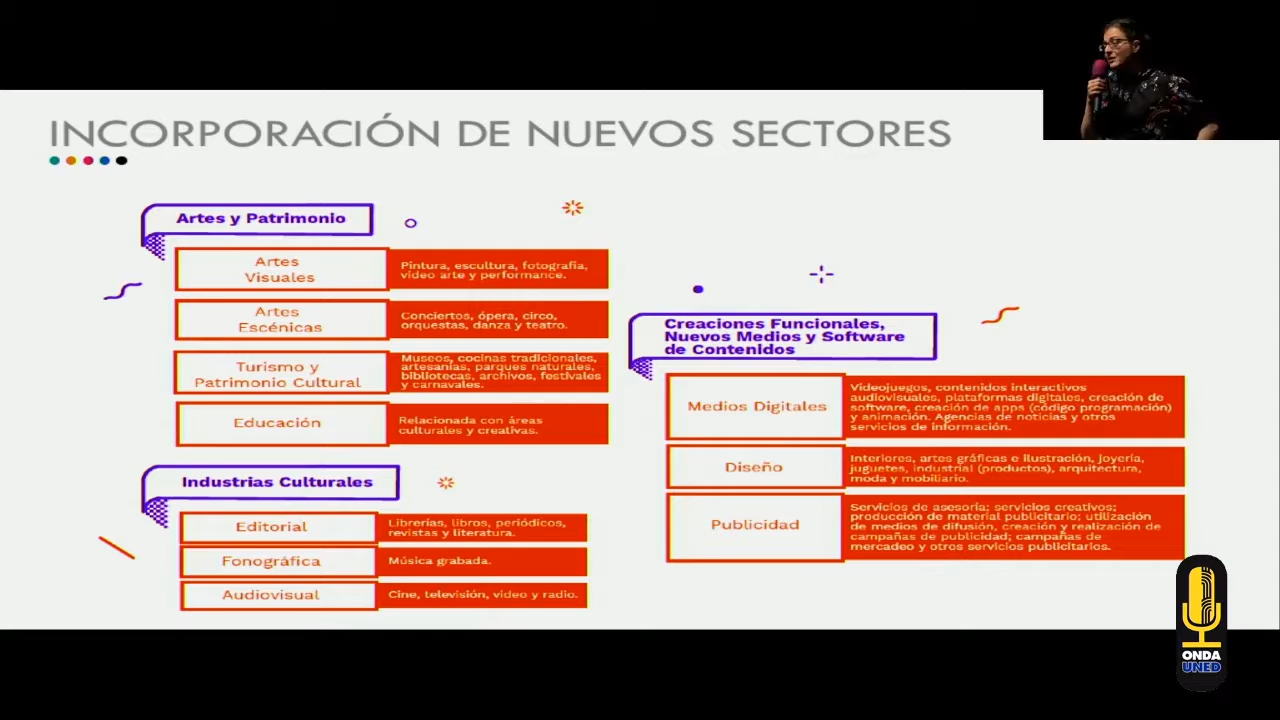 INCORPORACIÓN DE NUEVOS SECTORES
Artes y Patrimonio
Artes
Visuales
Pintura, escultura, fotografía,
video arte y performance.
Artes
Escénicas
Conciertos, ópera, circo,
orquestas, danza y teatro.
Turismo y
Patrimonio Cultural
Museos, cocinas tradicionales,
artesanías, parques naturales,
bibliotecas, archivos, festivales
y carnavales.
Educación
Relacionada con áreas
culturales y creativas.
Industrias Culturales
Editorial
Librerías, libros, periódicos,
revistas y literatura.
Fonográfica
Música grabada.
Audiovisual
Cine, televisión, video y radio.
Creaciones Funcionales,
Nuevos Medios y Software
de Contenidos
Medios Digitales
Videojuegos, contenidos interactivos
audiovisuales, plataformas digitales, creación de
software, creación de apps (código programación)
y animación. Agencias de noticias y otros
servicios de información.
Diseño
Interiores, artes gráficas e ilustración, joyería,
juguetes, industrial (productos), arquitectura,
moda y mobiliario.
Publicidad
Servicios de asesoría; servicios creativos;
producción de material publicitario; utilización
de medios de difusión, creación y realización de
campañas de publicidad; campañas de
mercadeo y otros servicios publicitarios.
ONDA
UNED